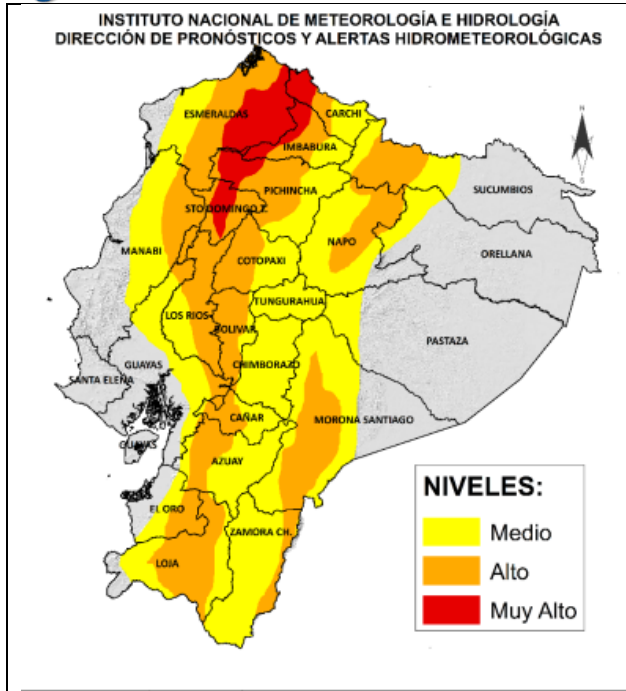 INSTITUTO NACIONAL DE METEOROLOGÍA E HIDROLOGÍA
DIRECCIÓN DE PRONÓSTICOS Y ALERTAS HIDROMETEOROLÓGICAS
ESMERALDAS
CARCHI
IMBABURA
N
S
SUCUMBIOS
PICHINCHA
STO DOMINGO T.
NAPO
MANABI
ORELLANA
COTOPAXI
TUNGURAHUA
LOS RIOS
BOLIVAR
PASTAZA
GUAYAS
CHIMBORAZO
SANTA ELENA
CAÑAR
MORONA SANTIAGO
GUAYAS
AZUAY
EL ORO
ZAMORA CH.
LOJA
NIVELES:
Medio
Alto
Muy Alto